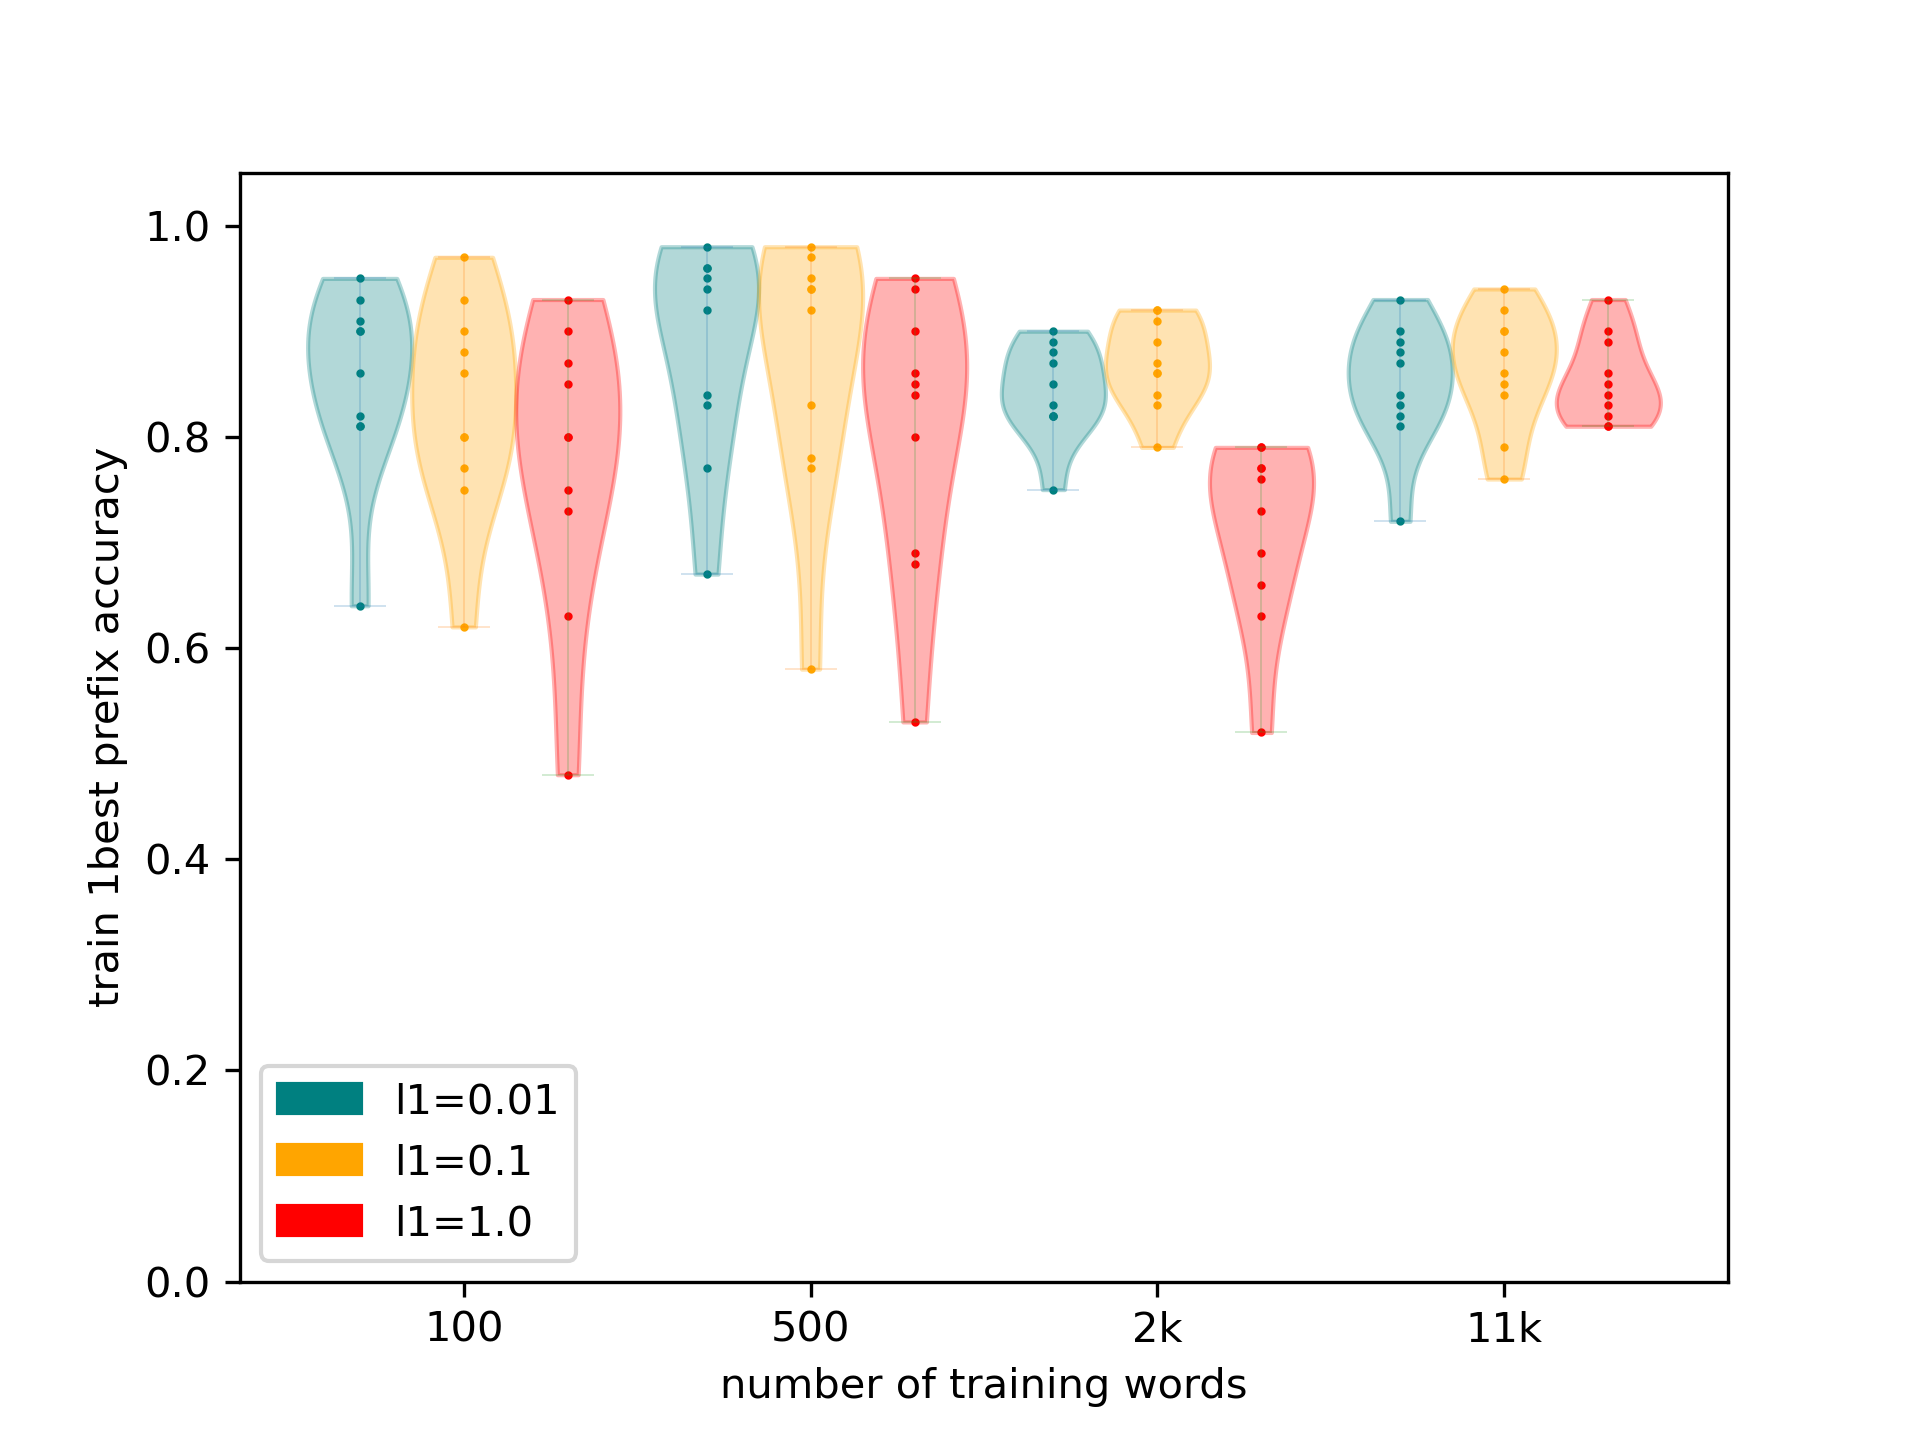 1.0
0.8
0.6
0.4
0.2
0.0
train 1best prefix accuracy
l1=0.01
l1=0.1
l1=1.0
100 500 2k 11k
number of training words